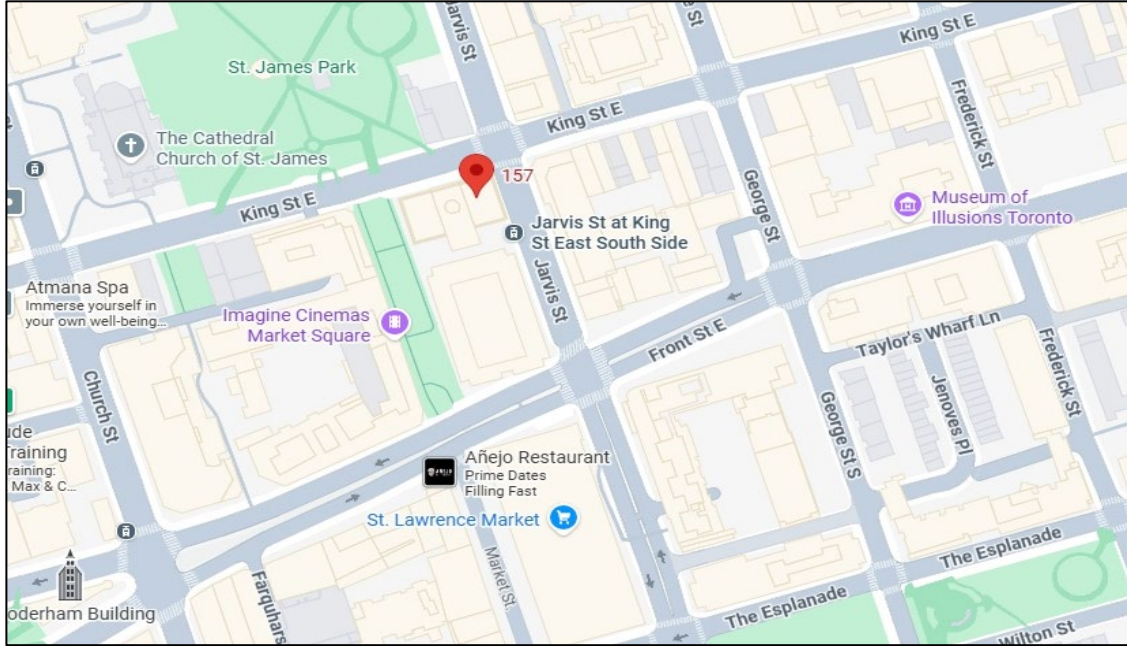 Jarvis St
St. James Park
King St E
Frederick St
The Cathedral
Church of St. James
King St E
157
George St
Museum of
Illusions Toronto
King St E
Jarvis St at King
St East South Side
Atmana Spa
Immerse yourself in
your own well-being...
Jarvis St
Imagine Cinemas
Market Square
Front St E
Taylor's Wharf Ln
Frederick St
Church St
Jenoves Pl
George St S
ude
Training
raining:
Max & C...
Añejo Restaurant
Prime Dates
Filling Fast
St. Lawrence Market
The Esplanade
Market St.
Farquhars
oderham Building
The Esplanade
Wilton St